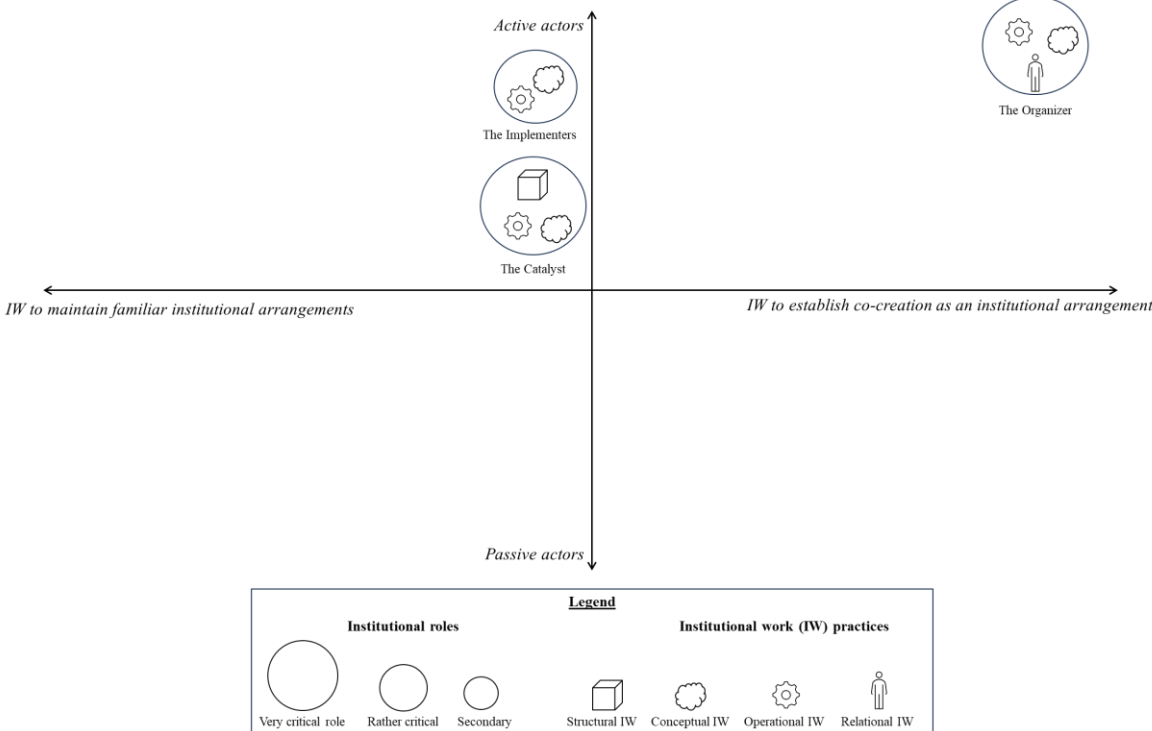 Active actors
The Implementers
The Organizer
The Catalyst
IW to maintain familiar institutional arrangements
IW to establish co-creation as an institutional arrangement
Passive actors
Legend
Institutional roles
Institutional work (IW) practices
Very critical role
Rather critical
Secondary
Structural IW
Conceptual IW
Operational IW
Relational IW